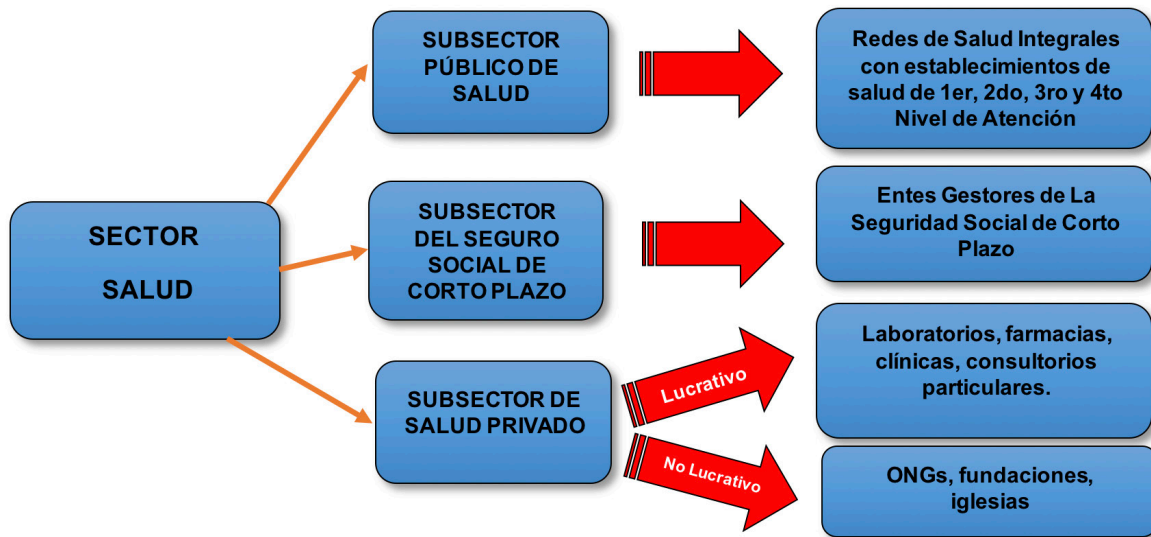 SECTOR
SALUD
SUBSECTOR
PÚBLICO DE
SALUD
Redes de Salud Integrales
con establecimientos de
salud de 1er, 2do, 3ro y 4to
Nivel de Atención
SUBSECTOR
DEL SEGURO
SOCIAL DE
CORTO PLAZO
Entes Gestores de La
Seguridad Social de Corto
Plazo
SUBSECTOR DE
SALUD PRIVADO
Lucrativo
Laboratorios, farmacias,
clínicas, consultorios
particulares.
No Lucrativo
ONGs, fundaciones,
iglesias